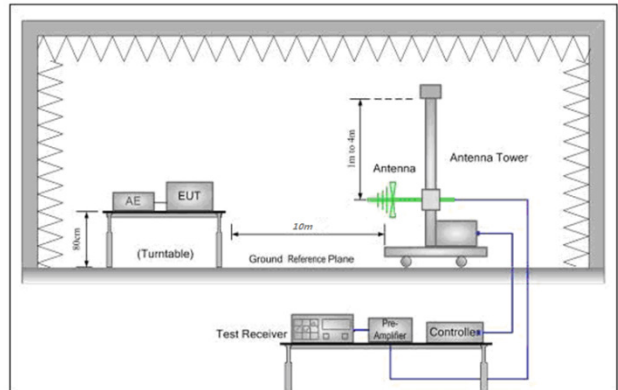 1m to 4m
Antenna
Antenna Tower
AE
EUT
80cm
(Turntable)
10m
Ground Reference Plane
Test Receiver
Pre-
Amplifier
Controller